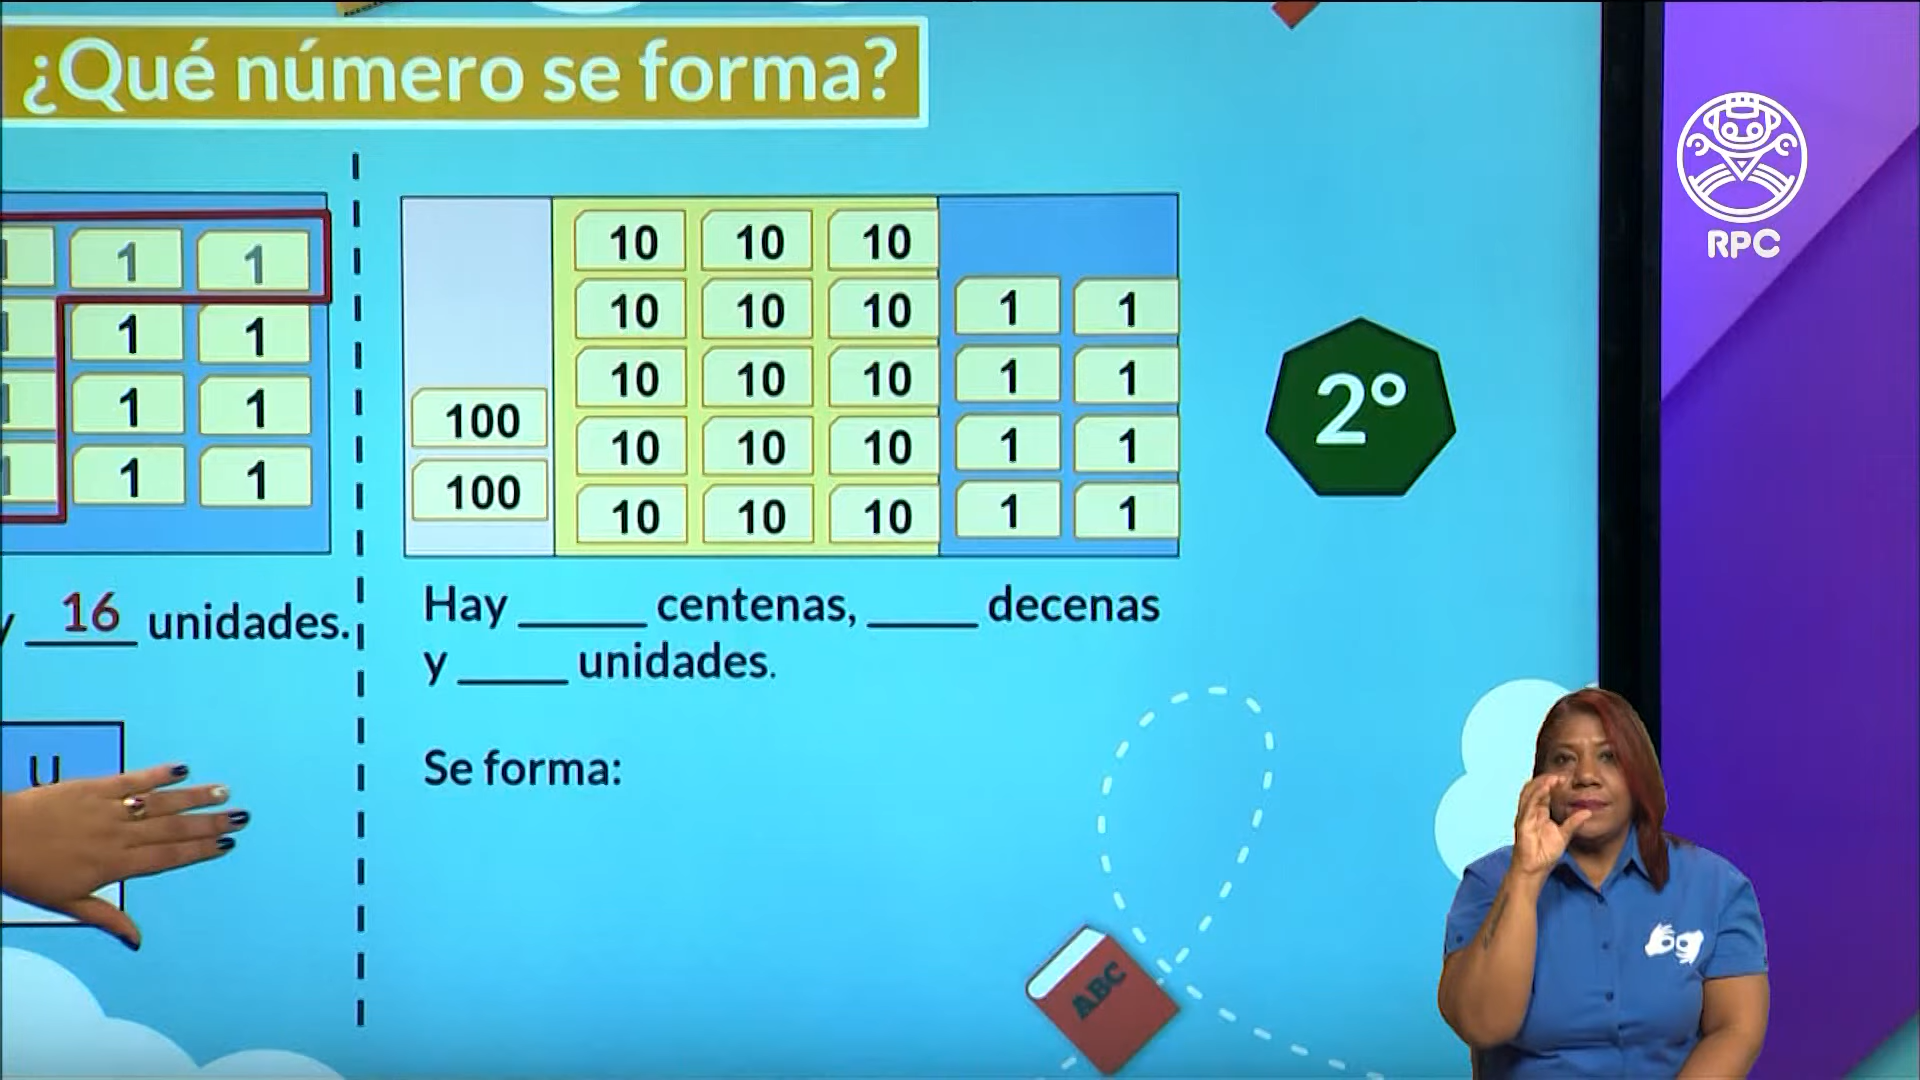 ¿Qué número se forma?
1 1
1 1
1 1
1 1
16 unidades.
u
10 10 10
10 10 10 1 1
10 10 10 1 1
100 10 10 10 1 1
100 10 10 10 1 1
Hay _____ centenas, _____ decenas
y _____ unidades.
Se forma:
2°
ABC
RPC